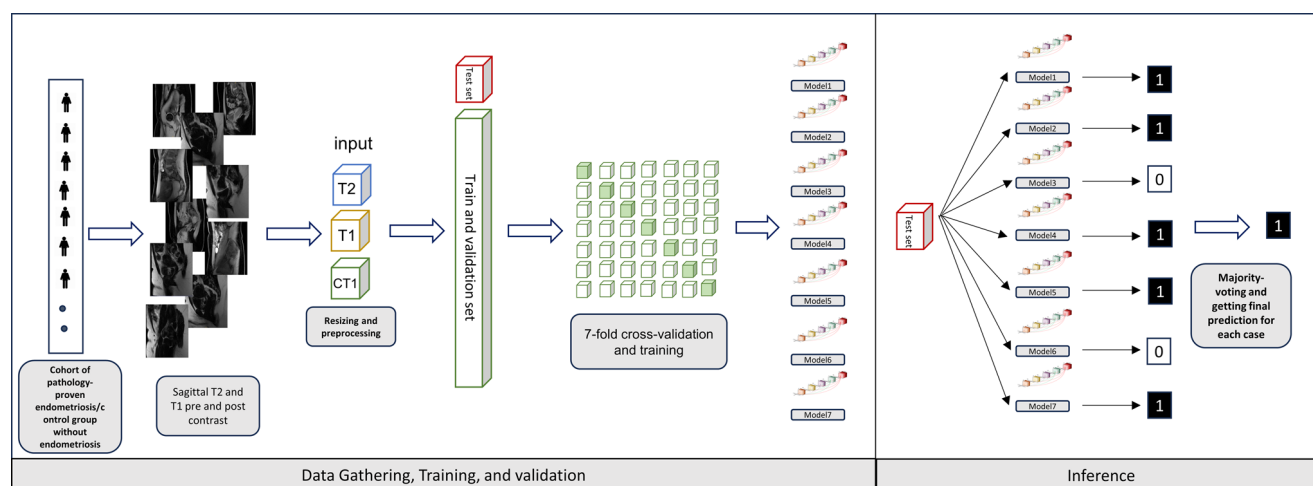 Cohort of
pathology-
proven
endometriosis/c
ontrol group
without
endometriosis
Sagittal T2 and
T1 pre and post
contrast
input
T2
T1
CT1
Resizing and
preprocessing
Test set
Train and validation set
7-fold cross-validation
and training
Model1
Model2
Model3
Model4
Model5
Model6
Model7
Data Gathering, Training, and validation
Test set
Model1
1
Model2
1
Model3
0
Model4
1
Model5
1
Model6
0
Model7
1
1
Majority-
voting and
getting final
prediction for
each case
Inference